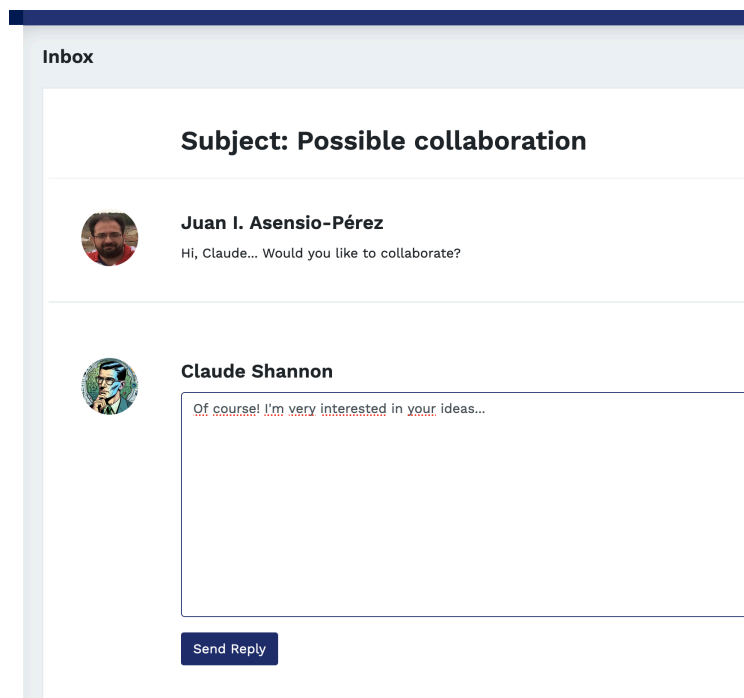 Inbox
Subject: Possible collaboration
Juan I. Asensio-Pérez
Hi, Claude... Would you like to collaborate?
Claude Shannon
Of course! I'm very interested in your ideas...
Send Reply